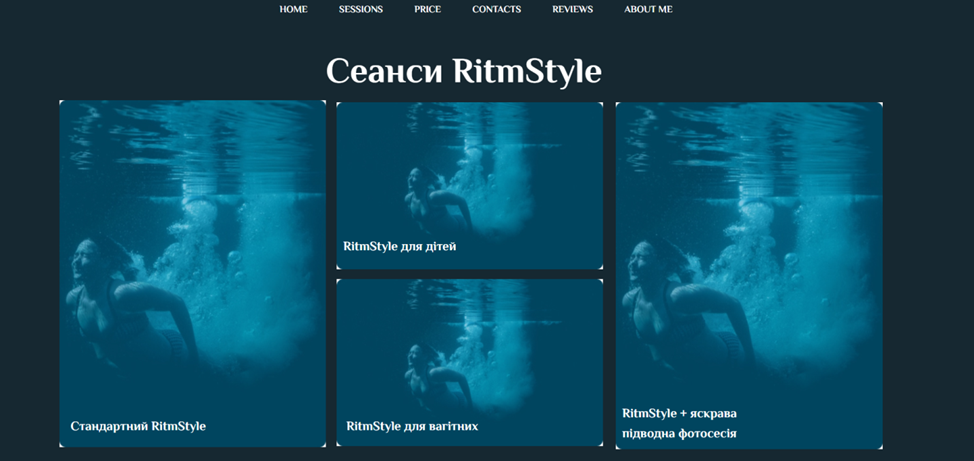 HOME SESSIONS PRICE CONTACTS REVIEWS ABOUT ME
Сеанси RitmStyle
RitmStyle для дітей
Стандартний RitmStyle
RitmStyle для вагітних
RitmStyle + яскрава
підводна фотосесія